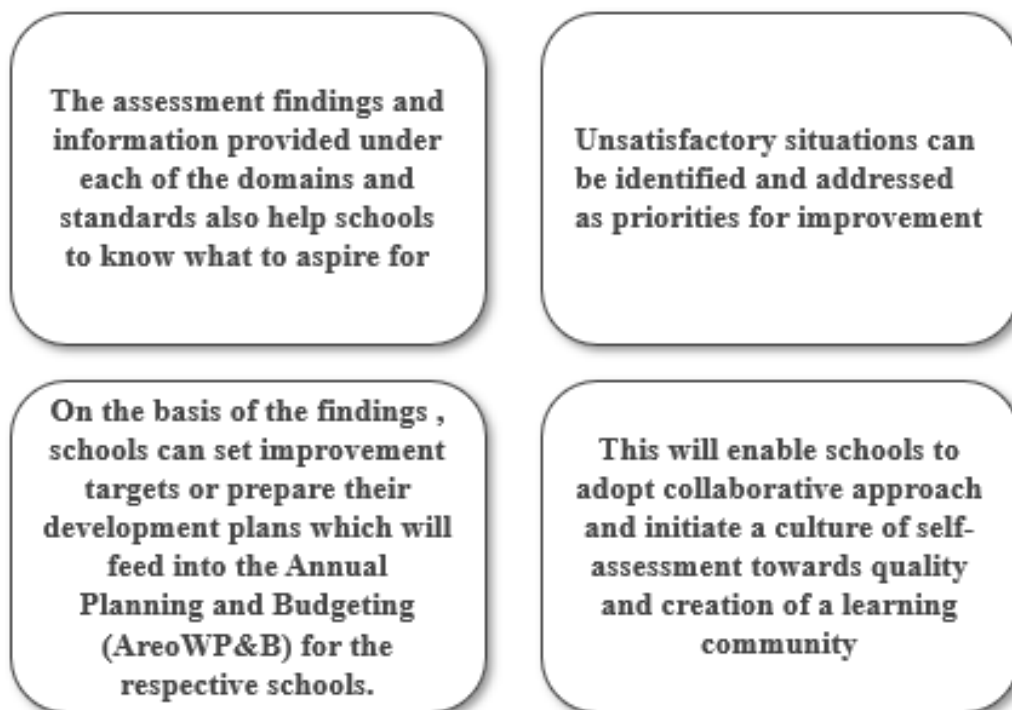 The assessment findings and
information provided under
each of the domains and
standards also help schools
to know what to aspire for
Unsatisfactory situations can
be identified and addressed
as priorities for improvement
On the basis of the findings ,
schools can set improvement
targets or prepare their
development plans which will
feed into the Annual
Planning and Budgeting
(AreoWP&B) for the
respective schools.
This will enable schools to
adopt collaborative approach
and initiate a culture of self-
assessment towards quality
and creation of a learning
community